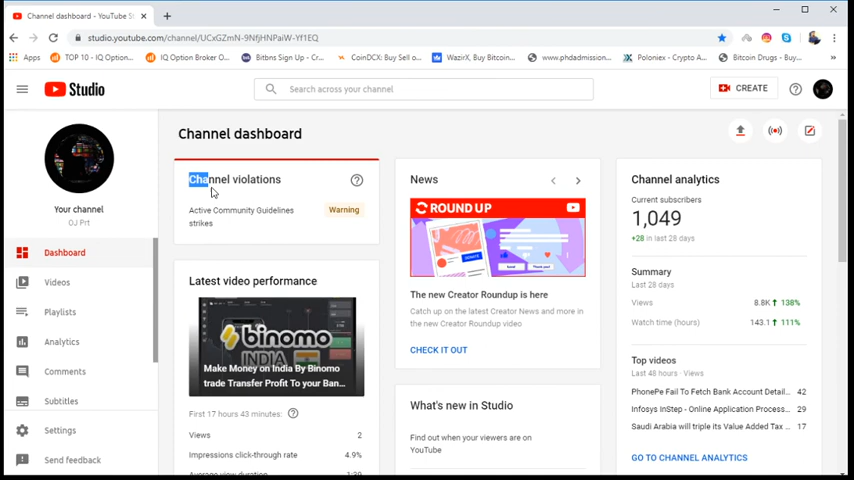 Channel dashboard - YouTube St
studio.youtube.com/channel/UCxGZmN-9NfjHNPaiW-Yf1EQ
Apps
TOP 10 - IQ Option...
IQ Option Broker O...
Bitbns Sign Up - Cr...
CoinDCX: Buy Sell o...
WazirX, Buy Bitcoin...
www.phdadmission...
Poloniex - Crypto A...
Bitcoin Drugs - Buy...
Studio
Search across your channel
CREATE
Your channel
OJ Prt
Dashboard
Videos
Playlists
Analytics
Comments
Subtitles
Settings
Send feedback
Channel dashboard
Channel violations
Active Community Guidelines
strikes
Warning
Latest video performance
binomo
INDIA
Make Money on India By Binomo
trade Transfer Profit To your Ban...
First 17 hours 43 minutes:
Views
2
Impressions click-through rate
4.9%
Average view duration
1:30
News
ROUND UP
DONATE
The new Creator Roundup is here
Catch up on the latest Creator News and more in
the new Creator Roundup video
CHECK IT OUT
What's new in Studio
Find out when your viewers are on
YouTube
Channel analytics
Current subscribers
1,049
+28 in last 28 days
Summary
Last 28 days
Views
8.8K 138%
Watch time (hours)
143.1 111%
Top videos
Last 48 hours · Views
PhonePe Fail To Fetch Bank Account Detail...
42
Infosys InStep - Online Application Process...
29
Saudi Arabia will triple its Value Added Tax ...
17
GO TO CHANNEL ANALYTICS